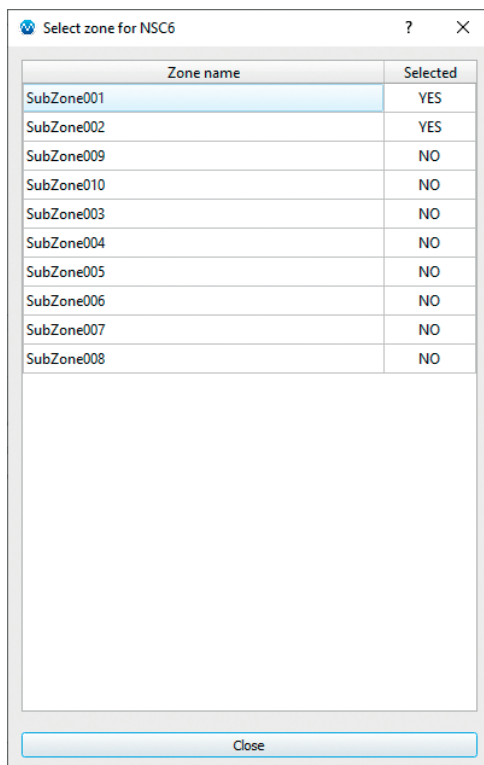 Select zone for NSC6 ? ×
Zone name Selected
SubZone001 YES
SubZone002 YES
SubZone009 NO
SubZone010 NO
SubZone003 NO
SubZone004 NO
SubZone005 NO
SubZone006 NO
SubZone007 NO
SubZone008 NO
Close